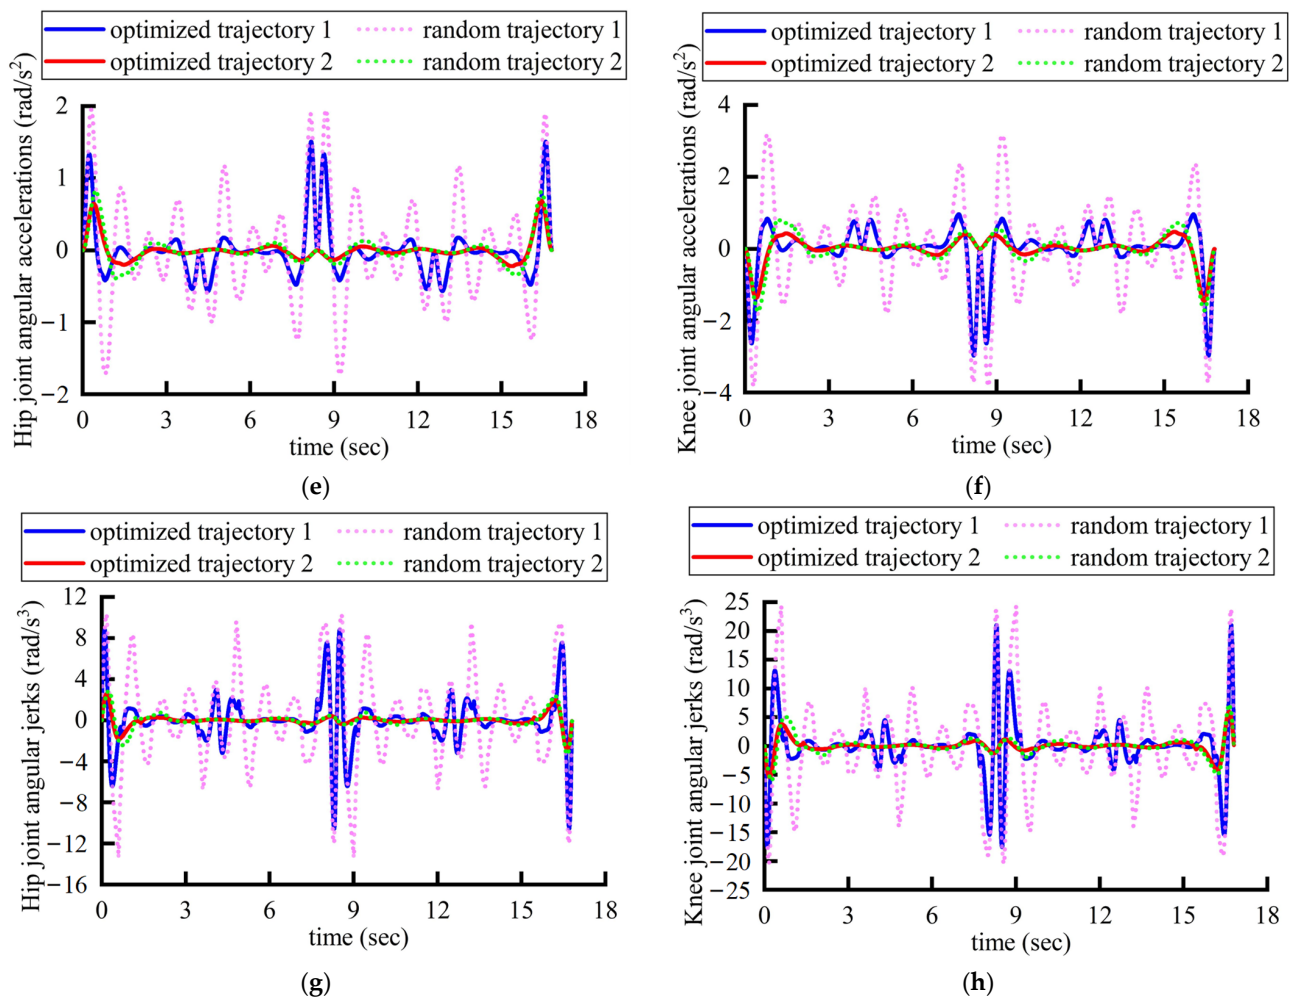 optimized trajectory 1 random trajectory 1
optimized trajectory 2 random trajectory 2
Hip joint angular accelerations (rad/s²)
2
1
0
−1
−2
0 3 6 9 12 15 18
time (sec)
(e)
optimized trajectory 1 random trajectory 1
optimized trajectory 2 random trajectory 2
Knee joint angular accelerations (rad/s²)
4
2
0
−2
−4
0 3 6 9 12 15 18
time (sec)
(f)
optimized trajectory 1 random trajectory 1
optimized trajectory 2 random trajectory 2
Hip joint angular jerks (rad/s³)
12
8
4
0
−4
−8
−12
−16
0 3 6 9 12 15 18
time (sec)
(g)
optimized trajectory 1 random trajectory 1
optimized trajectory 2 random trajectory 2
Knee joint angular jerks (rad/s³)
25
20
15
10
5
0
−5
−10
−15
−20
−25
0 3 6 9 12 15 18
time (sec)
(h)